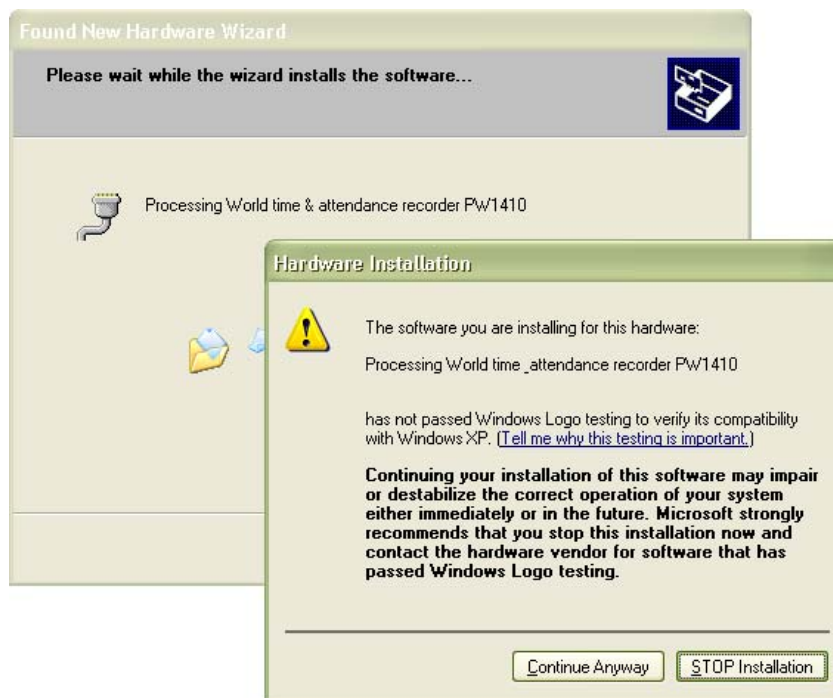 Found New Hardware Wizard
Please wait while the wizard installs the software...
Processing World time & attendance recorder PW1410
Hardware Installation
The software you are installing for this hardware:
Processing World time _attendance recorder PW1410
has not passed Windows Logo testing to verify its compatibility
with Windows XP. (Tell me why this testing is important.)
Continuing your installation of this software may impair
or destabilize the correct operation of your system
either immediately or in the future. Microsoft strongly
recommends that you stop this installation now and
contact the hardware vendor for software that has
passed Windows Logo testing.
Continue Anyway
STOP Installation